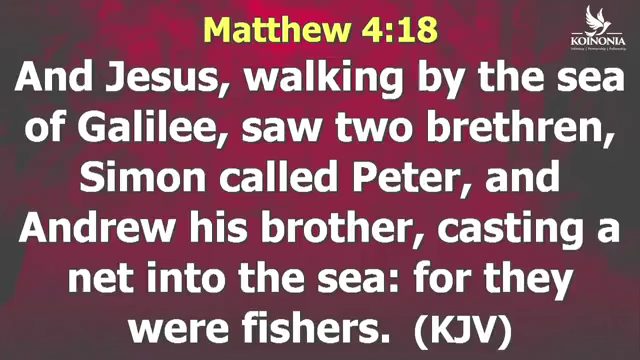 Matthew 4:18
KOINONIA
And Jesus, walking by the sea
of Galilee, saw two brethren,
Simon called Peter, and
Andrew his brother, casting a
net into the sea: for they
were fishers. (KJV)